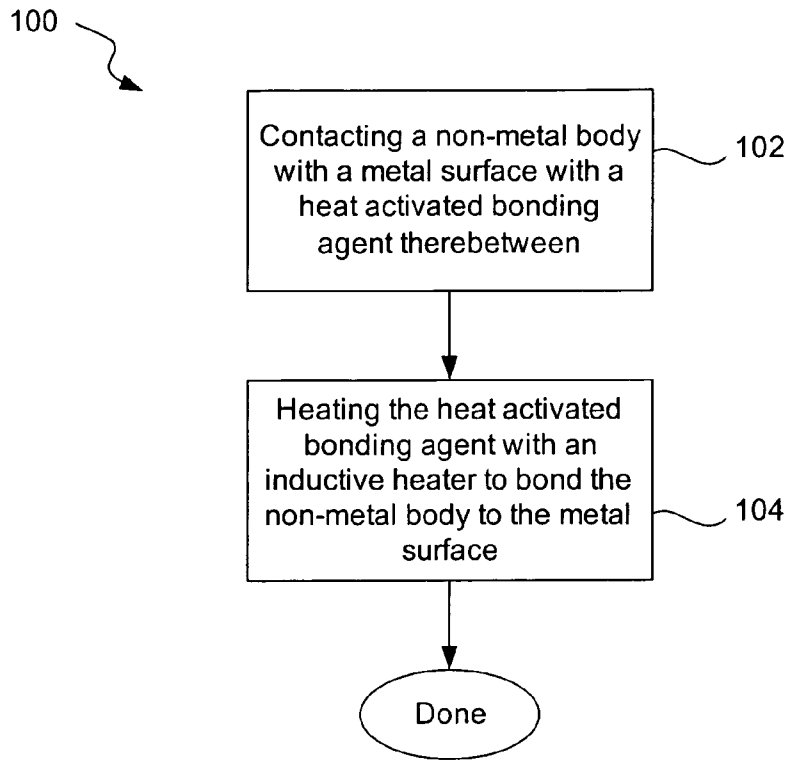 100
Contacting a non-metal body
with a metal surface with a
heat activated bonding
agent therebetween
102
Heating the heat activated
bonding agent with an
inductive heater to bond the
non-metal body to the metal
surface
104
Done